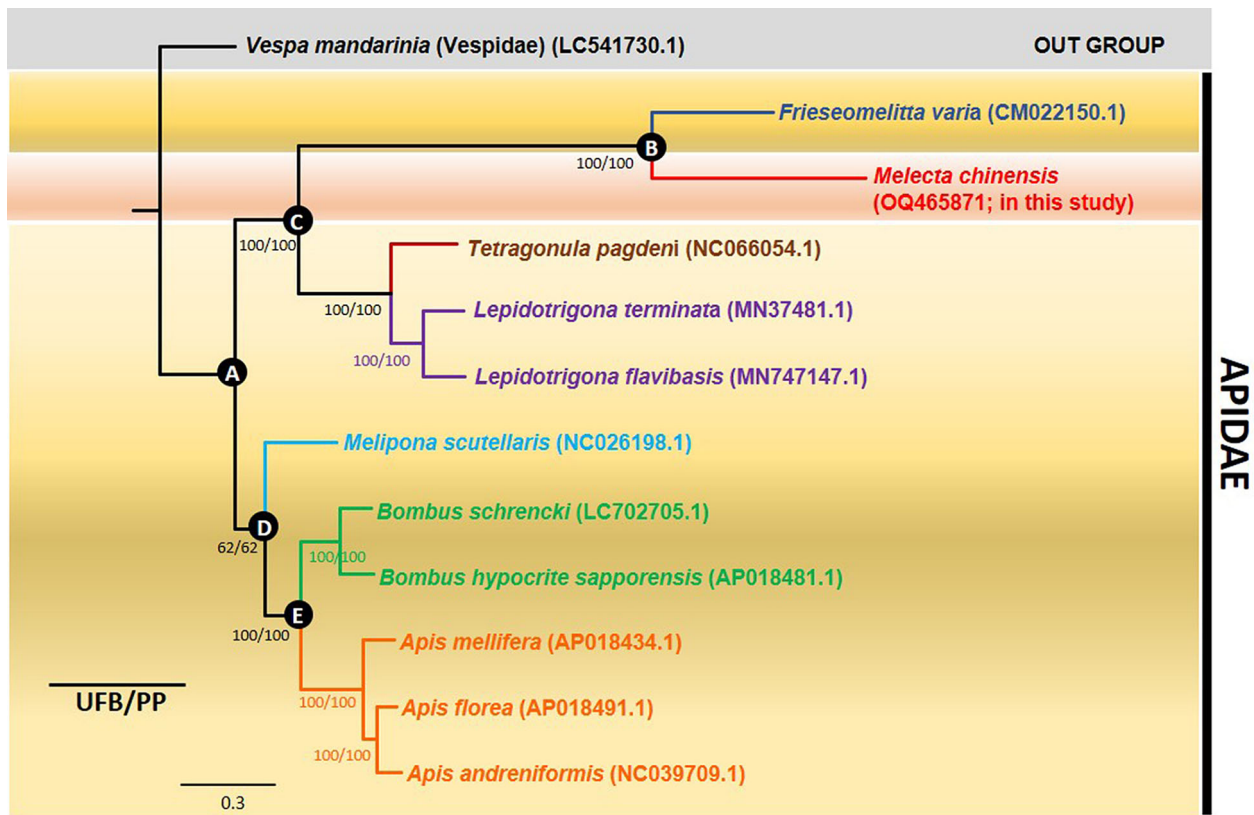 Vespa mandarinia (Vespidae) (LC541730.1)
OUT GROUP
Frieseomelitta varia (CM022150.1)
B
100/100
Melecta chinensis
(OQ465871; in this study)
C
100/100
Tetragonula pagdeni (NC066054.1)
100/100
Lepidotrigona terminata (MN37481.1)
100/100
Lepidotrigona flavibasis (MN747147.1)
A
Melipona scutellaris (NC026198.1)
D
62/62
Bombus schrencki (LC702705.1)
100/100
Bombus hypocrite sapporensis (AP018481.1)
E
100/100
Apis mellifera (AP018434.1)
100/100
Apis florea (AP018491.1)
100/100
Apis andreniformis (NC039709.1)
UFB/PP
0.3
APIDAE